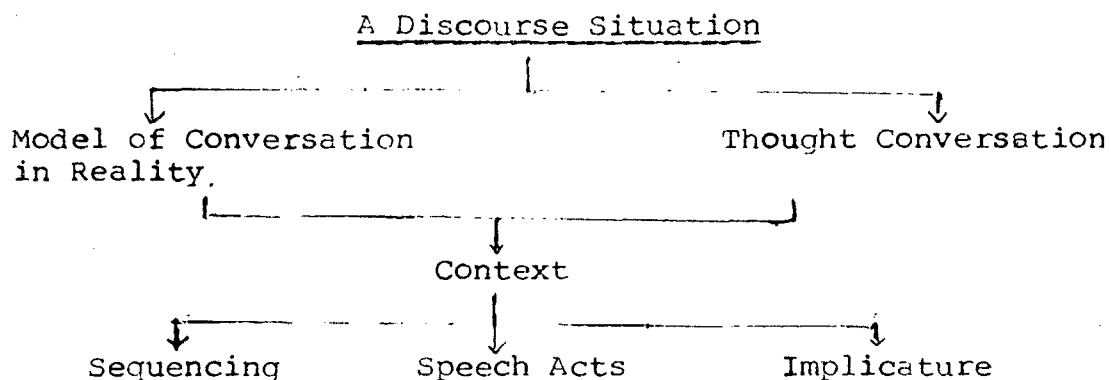 A Discourse Situation
Model of Conversation Thought Conversation
in Reality.
Context
Sequencing Speech Acts Implicature